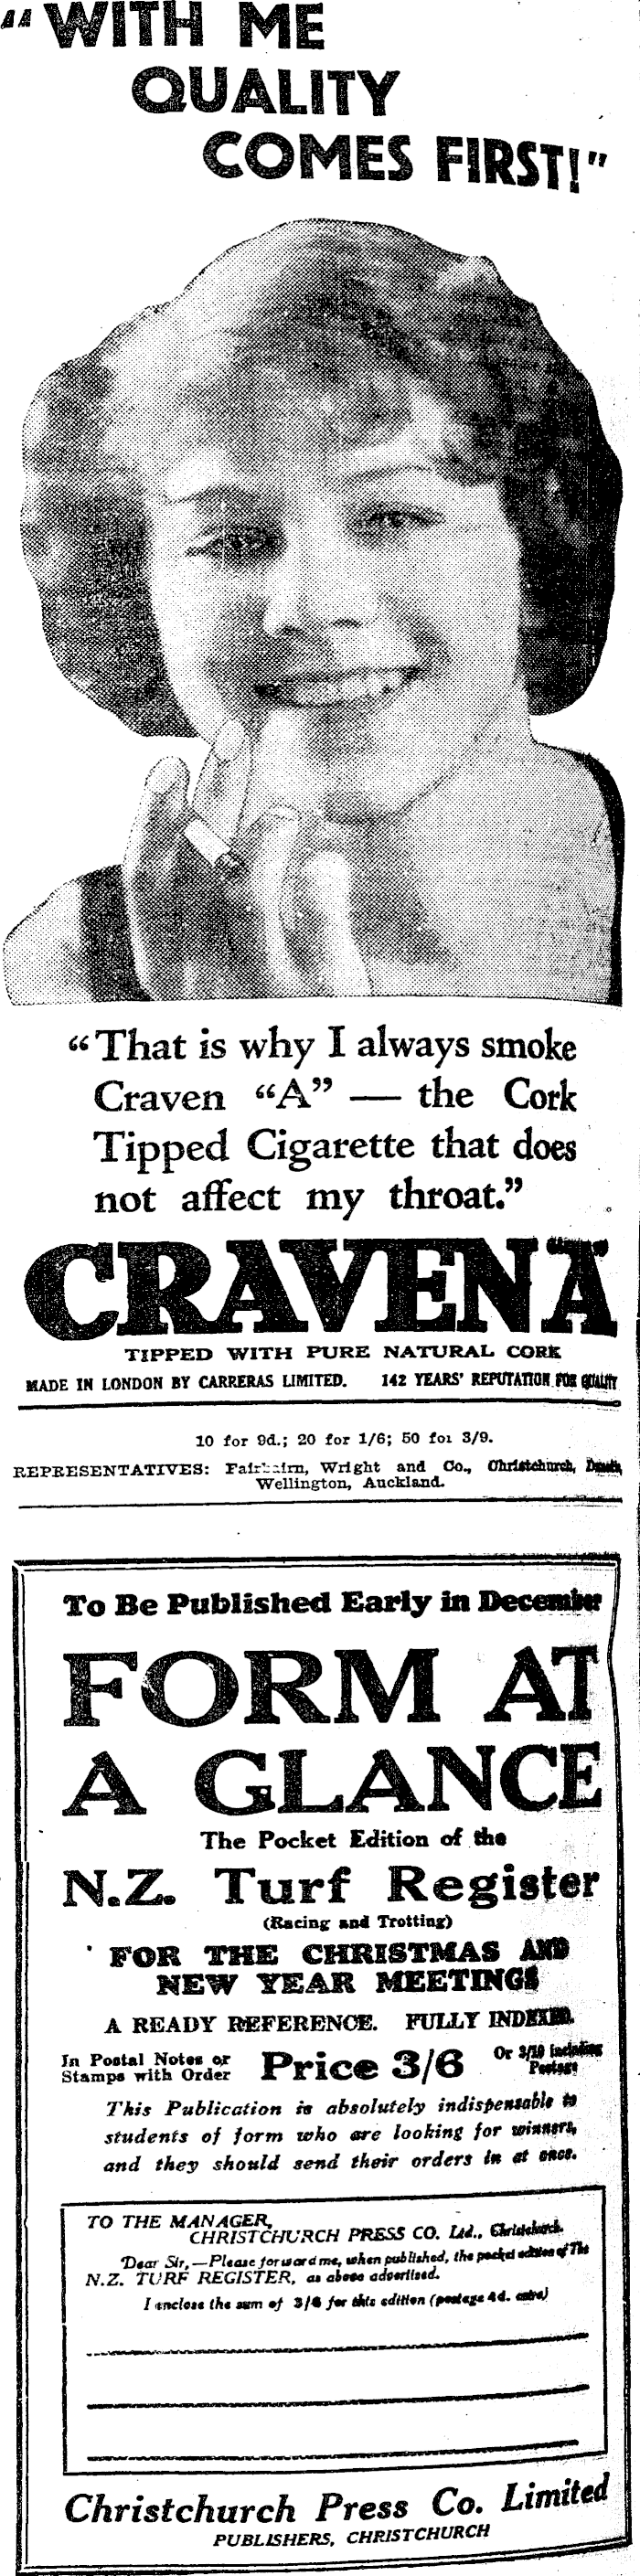 "WITH ME
QUALITY
COMES FIRST!"
"That is why I always smoke
Craven "A" — the Cork
Tipped Cigarette that does
not affect my throat."
CRAVEN "A"
TIPPED WITH PURE NATURAL CORK
MADE IN LONDON BY CARRERAS LIMITED. 142 YEARS' REPUTATION FOR QUALITY
10 for 9d.; 20 for 1/6; 50 for 3/9.
REPRESENTATIVES: Fairbairn, Wright and Co., Christchurch,
Wellington, Auckland.
To Be Published Early in December
FORM AT
A GLANCE
The Pocket Edition of the
N.Z. Turf Register
(Racing and Trotting)
FOR THE CHRISTMAS AND
NEW YEAR MEETINGS
A READY REFERENCE. FULLY INDEXED.
In Postal Notes or
Stamps with Order
Price 3/6
Or 3/10 including
Postage
This Publication is absolutely indispensable to
students of form who are looking for winners,
and they should send their orders in at once.
TO THE MANAGER,
CHRISTCHURCH PRESS CO. Ltd., Christchurch.
Dear Sir,—Please forward me, when published, the pocket edition of The
N.Z. TURF REGISTER, as above advertised.
I enclose the sum of 3/6 for this edition (postage 4d. extra)
Christchurch Press Co. Limited
PUBLISHERS, CHRISTCHURCH